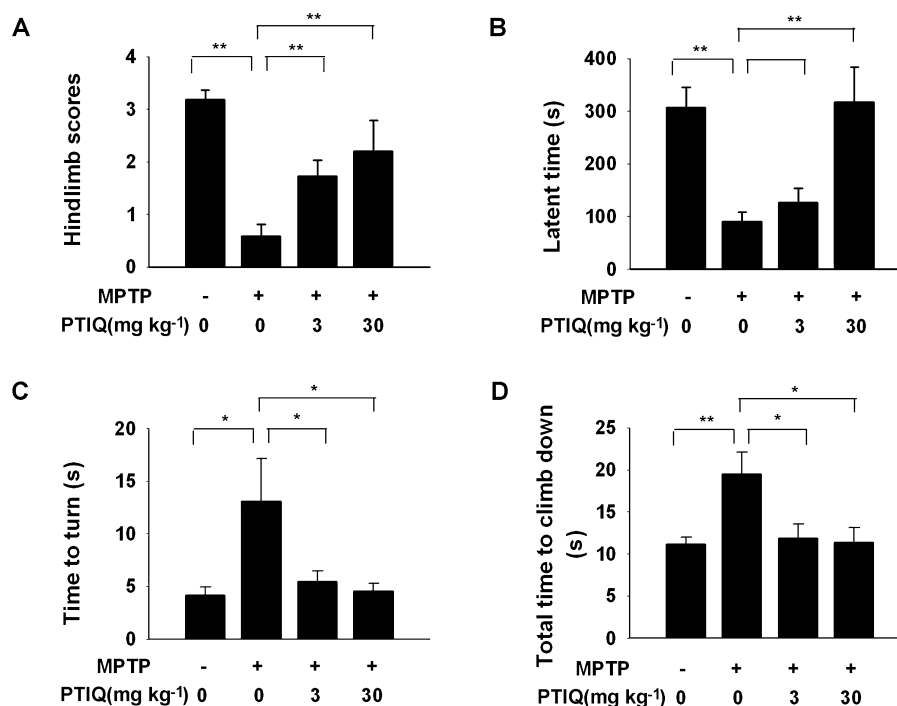 A
**
** **
Hindlimb scores
4
3
2
1
0
MPTP - + + +
PTIQ(mg kg-1) 0 0 3 30
B
**
**
Latent time (s)
400
300
200
100
0
MPTP - + + +
PTIQ(mg kg-1) 0 0 3 30
C
*
* *
Time to turn (s)
20
15
10
5
0
MPTP - + + +
PTIQ(mg kg-1) 0 0 3 30
D
*
** *
Total time to climb down
(s)
25
20
15
10
5
0
MPTP - + + +
PTIQ(mg kg-1) 0 0 3 30